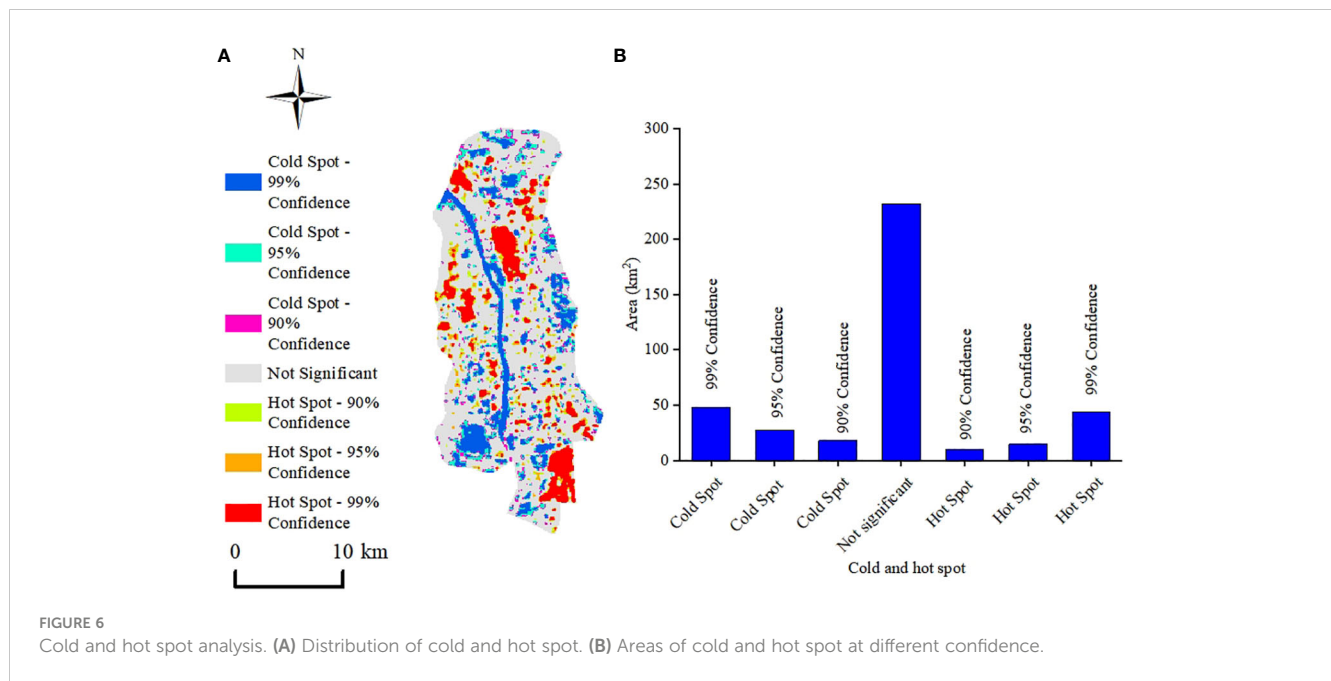 A
N
Cold Spot -
99%
Confidence
Cold Spot -
95%
Confidence
Cold Spot -
90%
Confidence
Not Significant
Hot Spot - 90%
Confidence
Hot Spot - 95%
Confidence
Hot Spot - 99%
Confidence
0 10 km
B
Area (km²)
300
250
200
150
100
50
0
99% Confidence
95% Confidence
90% Confidence
90% Confidence
95% Confidence
99% Confidence
Cold Spot
Cold Spot
Cold Spot
Not significant
Hot Spot
Hot Spot
Hot Spot
Cold and hot spot
FIGURE 6
Cold and hot spot analysis. (A) Distribution of cold and hot spot. (B) Areas of cold and hot spot at different confidence.